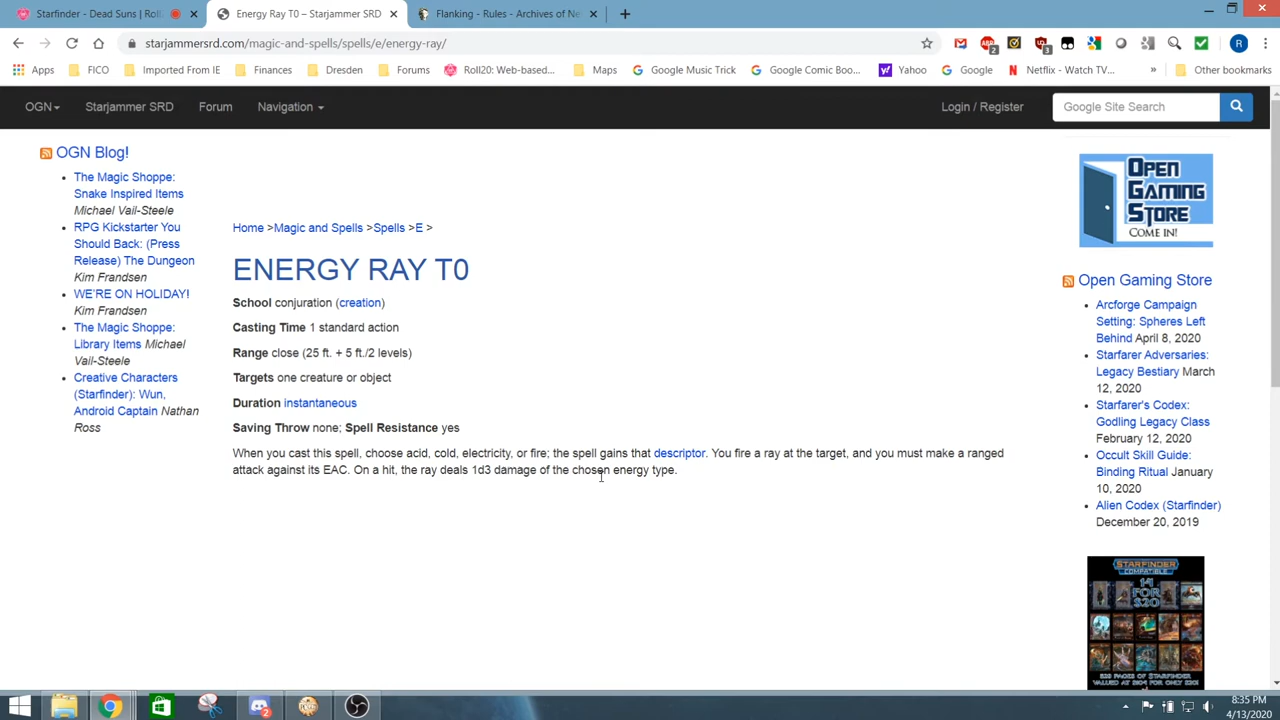 Starfinder - Dead Suns | Roll
Energy Ray T0 – Starjammer SRD
Flanking - Rules - Archives of Ne
starjammersrd.com/magic-and-spells/spells/e/energy-ray/
Apps FICO Imported From IE Finances Dresden Forums Roll20: Web-based... Maps Google Music Trick Google Comic Boo... Yahoo Google Netflix - Watch TV... » Other bookmarks
OGN Starjammer SRD Forum Navigation Login / Register Google Site Search
OGN Blog!
The Magic Shoppe:
Snake Inspired Items
Michael Vail-Steele
RPG Kickstarter You
Should Back: (Press
Release) The Dungeon
Kim Frandsen
WE'RE ON HOLIDAY!
Kim Frandsen
The Magic Shoppe:
Library Items Michael
Vail-Steele
Creative Characters
(Starfinder): Wun,
Android Captain Nathan
Ross
Home >Magic and Spells >Spells >E >
ENERGY RAY T0
School conjuration (creation)
Casting Time 1 standard action
Range close (25 ft. + 5 ft./2 levels)
Targets one creature or object
Duration instantaneous
Saving Throw none; Spell Resistance yes
When you cast this spell, choose acid, cold, electricity, or fire; the spell gains that descriptor. You fire a ray at the target, and you must make a ranged
attack against its EAC. On a hit, the ray deals 1d3 damage of the chosen energy type.
OPEN
GAMING
STORE
COME IN!
Open Gaming Store
Arcforge Campaign
Setting: Spheres Left
Behind April 8, 2020
Starfarer Adversaries:
Legacy Bestiary March
12, 2020
Starfarer's Codex:
Godling Legacy Class
February 12, 2020
Occult Skill Guide:
Binding Ritual January
10, 2020
Alien Codex (Starfinder)
December 20, 2019
STARFINDER
COMPATIBLE
14
FOR
$20
8:35 PM
4/13/2020